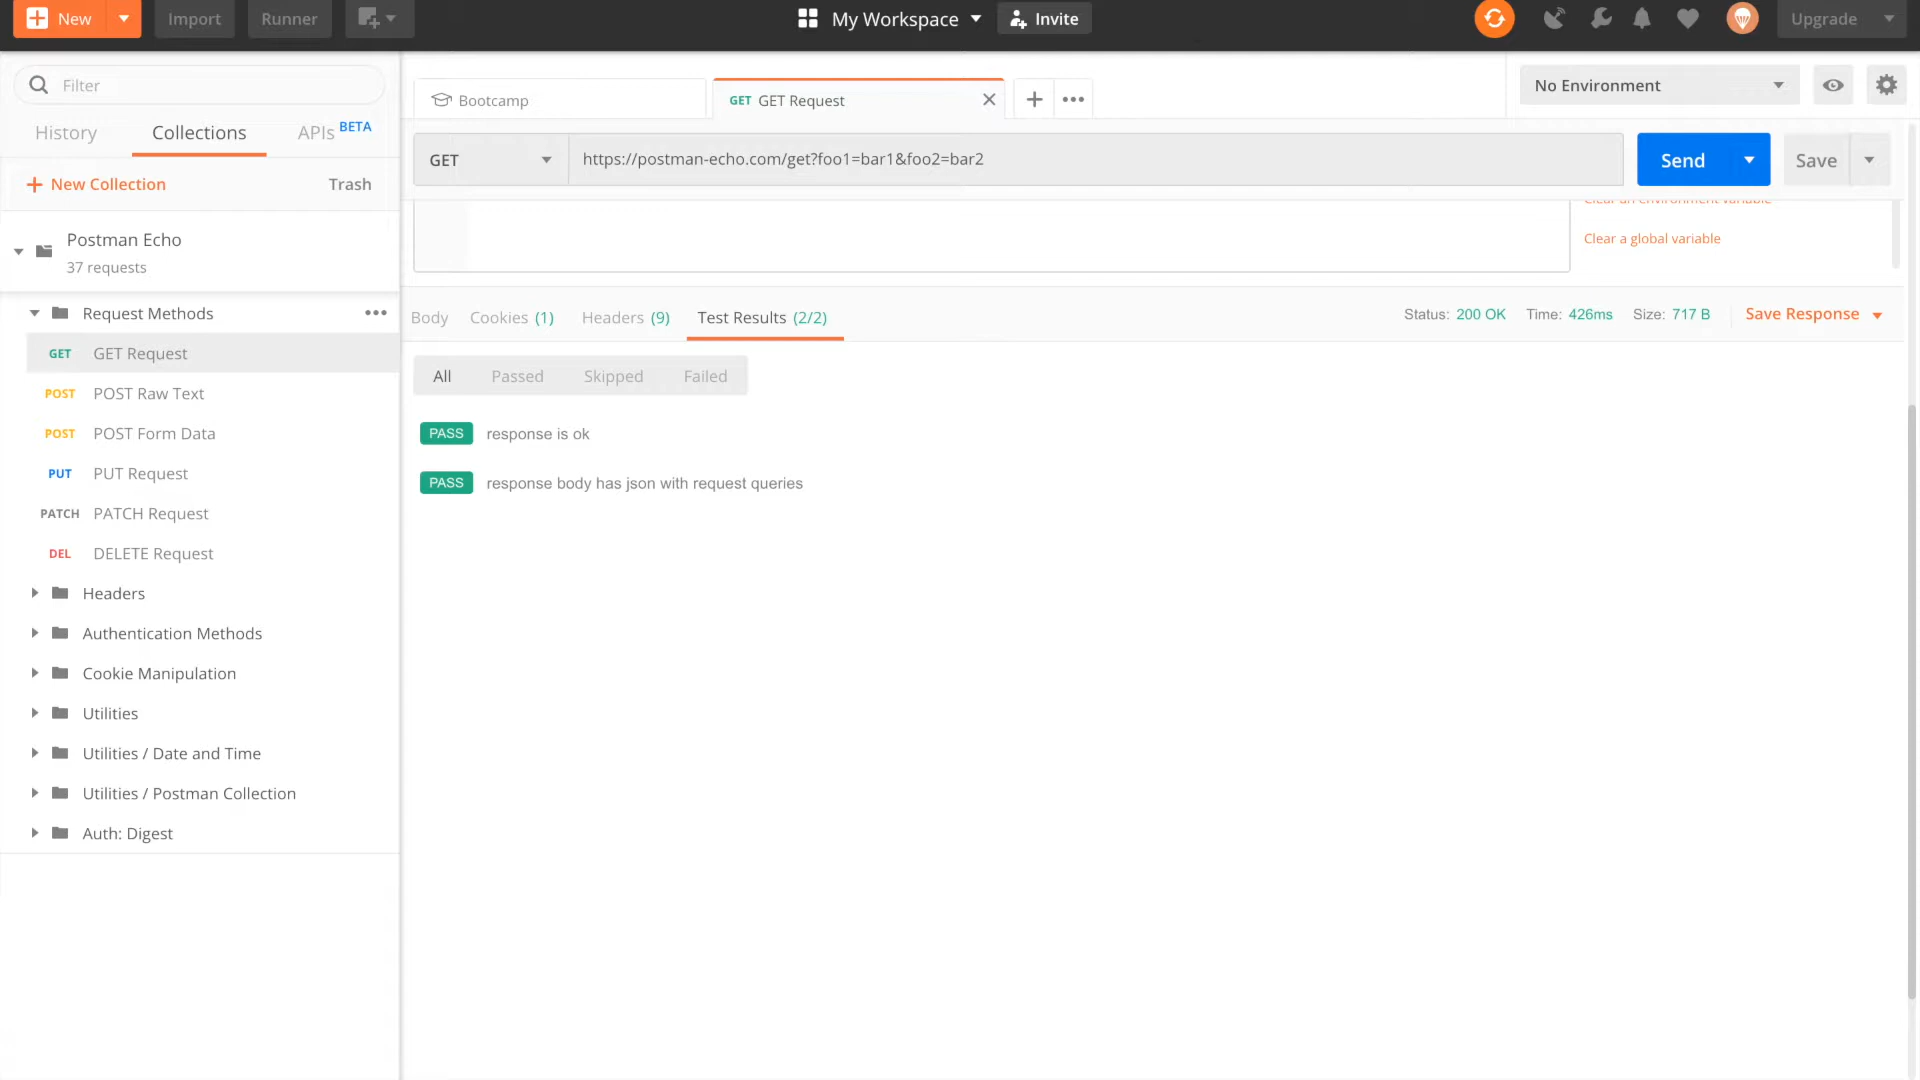 New
Import
Runner
My Workspace
Invite
Upgrade
Filter
History
Collections
APIs BETA
New Collection
Trash
Postman Echo
37 requests
Request Methods
GET GET Request
POST POST Raw Text
POST POST Form Data
PUT PUT Request
PATCH PATCH Request
DEL DELETE Request
Headers
Authentication Methods
Cookie Manipulation
Utilities
Utilities / Date and Time
Utilities / Postman Collection
Auth: Digest
Bootcamp
GET GET Request
No Environment
GET
https://postman-echo.com/get?foo1=bar1&foo2=bar2
Send
Save
Clear an environment variable
Clear a global variable
Body
Cookies (1)
Headers (9)
Test Results (2/2)
Status: 200 OK
Time: 426ms
Size: 717 B
Save Response
All
Passed
Skipped
Failed
PASS response is ok
PASS response body has json with request queries